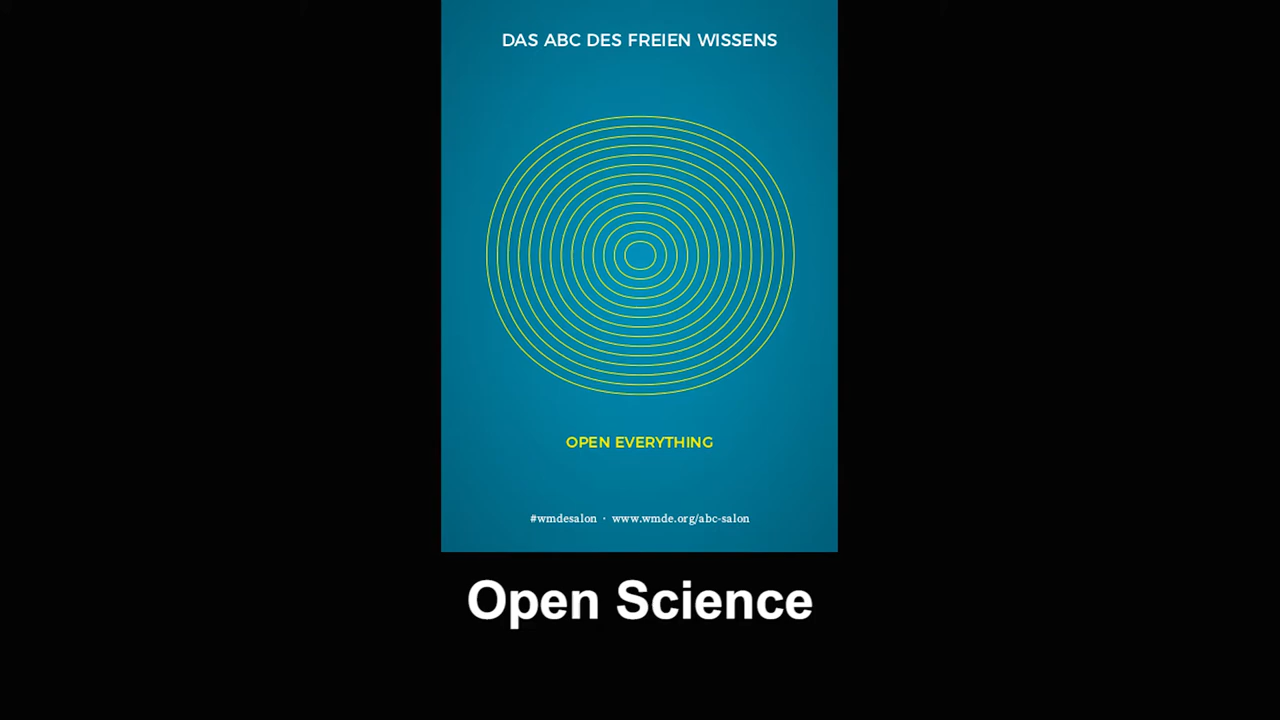 DAS ABC DES FREIEN WISSENS
OPEN EVERYTHING
#wmdesalon · www.wmde.org/abc-salon
Open Science